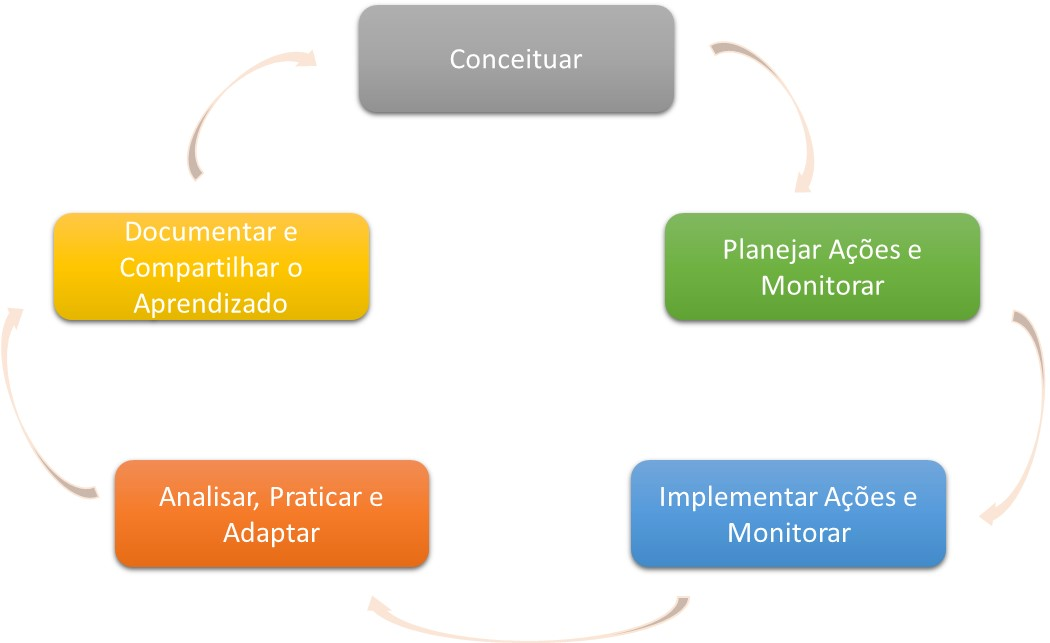 Conceituar
Planejar Ações e
Monitorar
Implementar Ações e
Monitorar
Analisar, Praticar e
Adaptar
Documentar e
Compartilhar o
Aprendizado